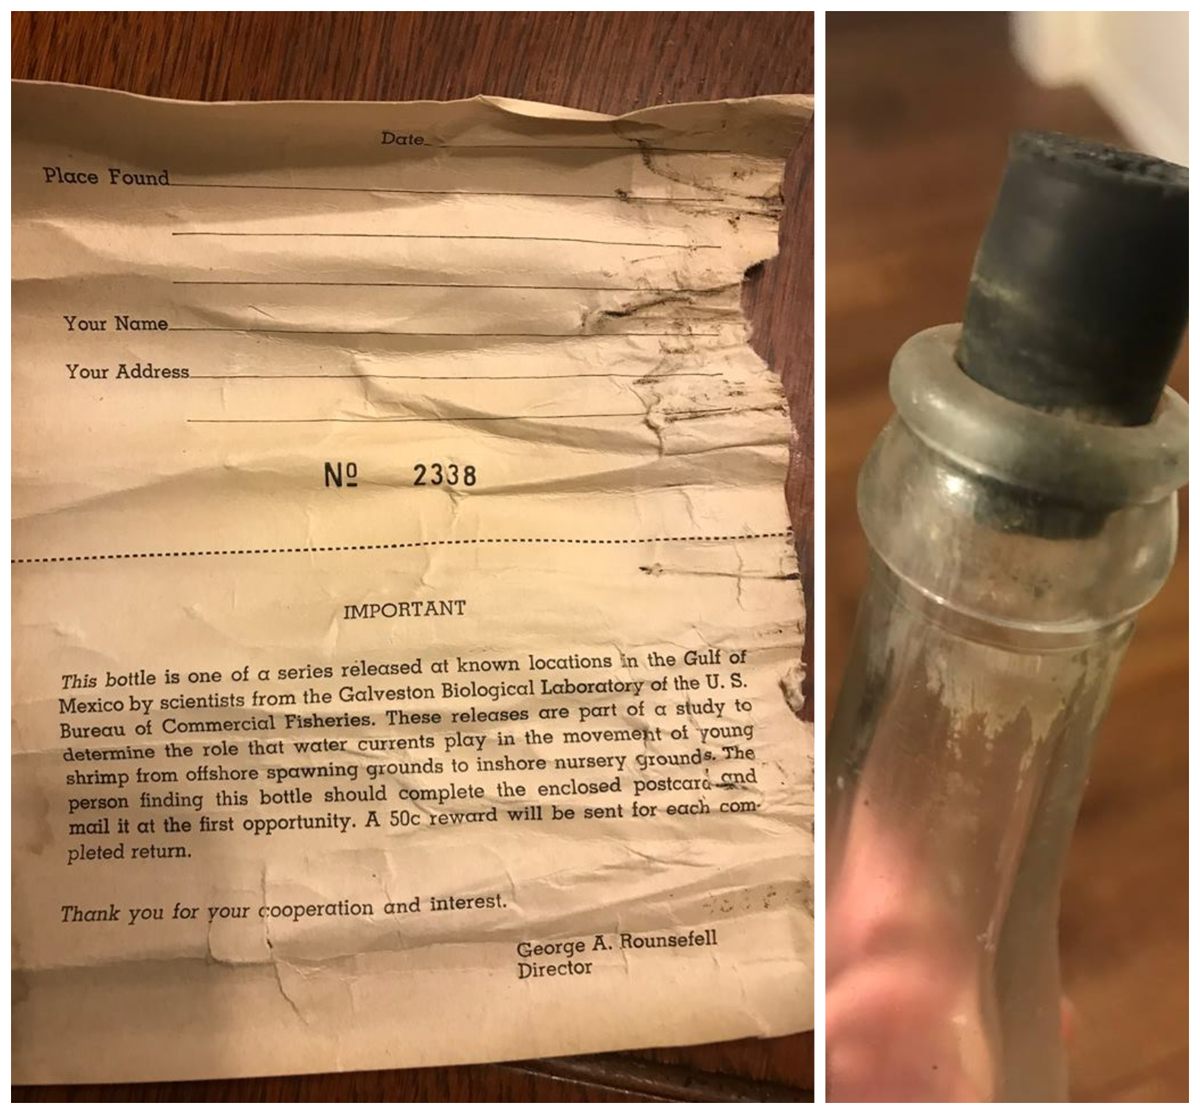 Date
Place Found
Your Name
Your Address
Nº 2338
IMPORTANT
This bottle is one of a series released at known locations in the Gulf of
Mexico by scientists from the Galveston Biological Laboratory of the U. S.
Bureau of Commercial Fisheries. These releases are part of a study to
determine the role that water currents play in the movement of young
shrimp from offshore spawning grounds to inshore nursery grounds. The
person finding this bottle should complete the enclosed postcard and
mail it at the first opportunity. A 50c reward will be sent for each com-
pleted return.
Thank you for your cooperation and interest.
George A. Rounsefell
Director